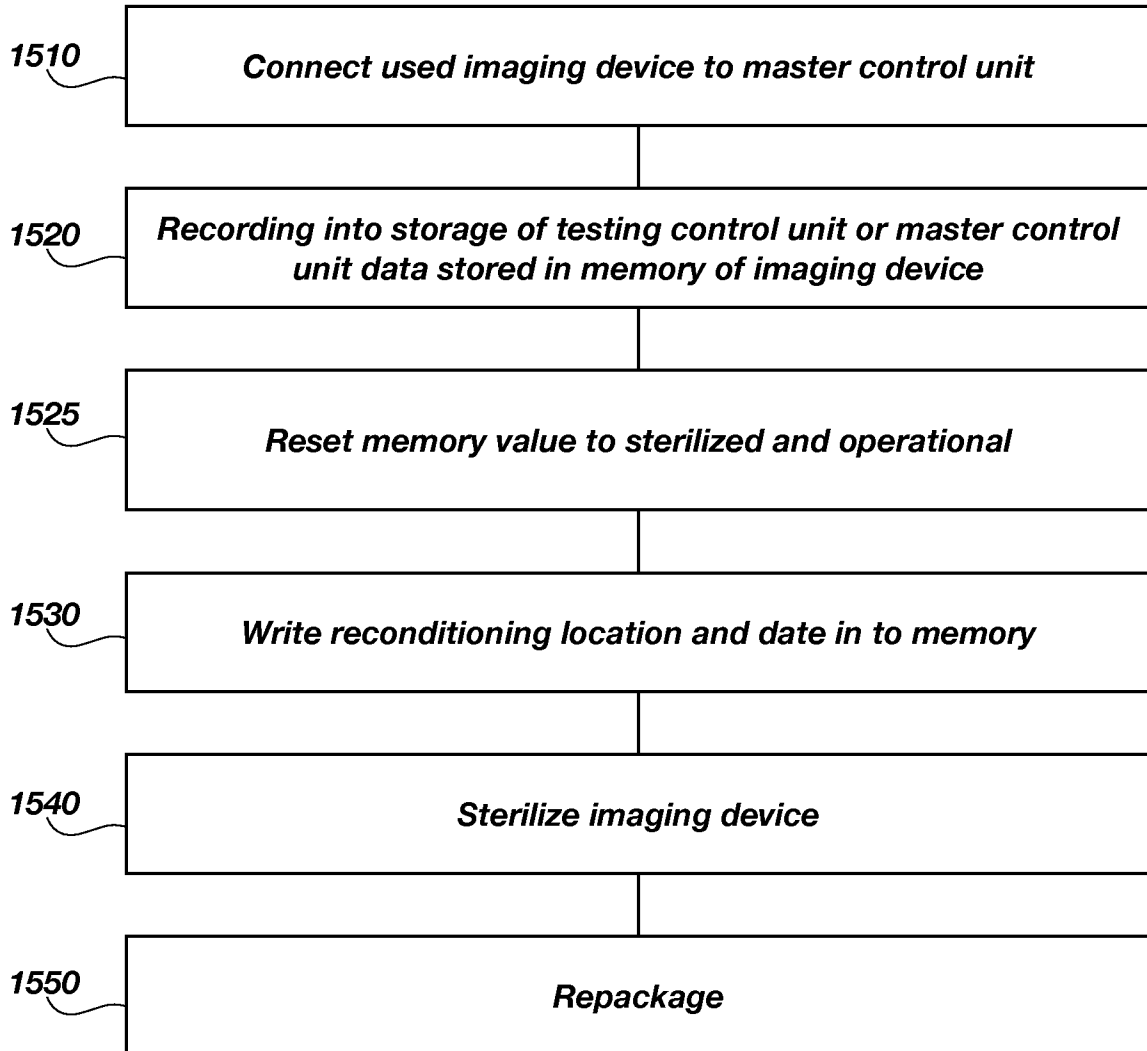 1510
Connect used imaging device to master control unit
1520
Recording into storage of testing control unit or master control
unit data stored in memory of imaging device
1525
Reset memory value to sterilized and operational
1530
Write reconditioning location and date in to memory
1540
Sterilize imaging device
1550
Repackage